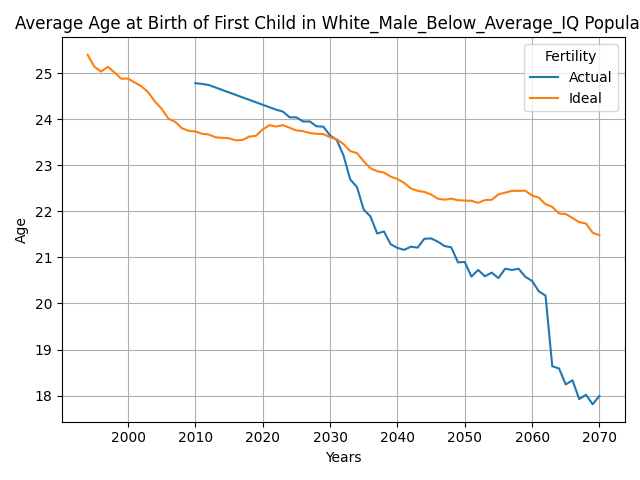 Average Age at Birth of First Child in White_Male_Below_Average_IQ Popula
Fertility
Actual
Ideal
Age
25
24
23
22
21
20
19
18
2000 2010 2020 2030 2040 2050 2060 2070
Years